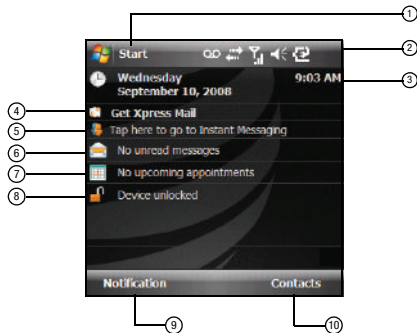 1
Start
2
Wednesday 9:03 AM
3
September 10, 2008
4 Get Xpress Mail
5 Tap here to go to Instant Messaging
6 No unread messages
7 No upcoming appointments
8 Device unlocked
Notification Contacts
9 10